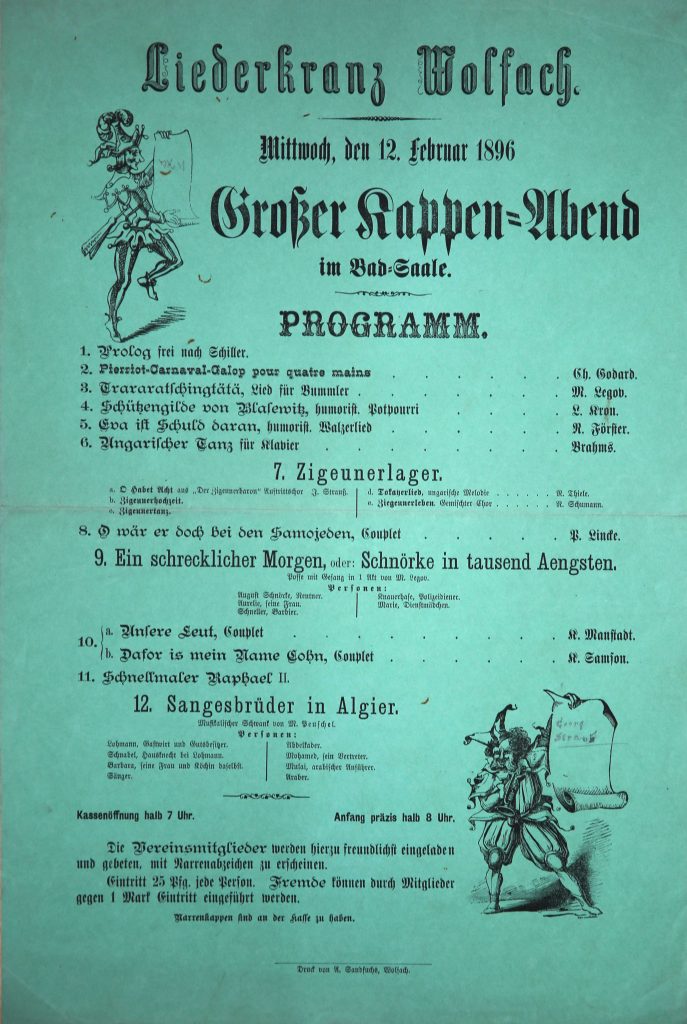 Liederkranz Wolfach.
Mittwoch, den 12. Februar 1896
Großer Kappen=Abend
im Bad=Saale.
PROGRAMM.
1. Prolog frei nach Schiller.
2. Pierriot-Carnaval-Galop pour quatre mains . . . . . . Ch. Godard.
3. Trararatschingtätä, Lied für Bummler . . . . . . . M. Legov.
4. Schützengilde von Blasewitz, humorist. Potpourri . . . . . L. Kron.
5. Eva ist Schuld daran, humorist. Walzerlied . . . . . . R. Förster.
6. Ungarischer Tanz für Klavier . . . . . . . . Brahms.
7. Zigeunerlager.
a. O Habet Acht aus „Der Zigeunerbaron" Auftrittschor J. Strauß.
b. Zigeunerhochzeit.
c. Zigeunertanz.
d. Tokayerlied, ungarische Melodie . . . . . . R. Thiele.
e. Zigeunerleben. Gemischter Chor . . . . . R. Schumann.
8. O wär er doch bei den Samojeden, Couplet . . . . . P. Lincke.
9. Ein schrecklicher Morgen, oder: Schnörke in tausend Aengsten.
Posse mit Gesang in 1 Akt von M. Legov.
Personen:
August Schnörke, Rentner.
Aurelie, seine Frau.
Schneller, Barbier.
Knauerhase, Polizeidiener.
Marie, Dienstmädchen.
10. a. Unsere Leut, Couplet . . . . . . . . K. Manstadt.
b. Dafor is mein Name Cohn, Couplet . . . . . . K. Samson.
11. Schnellmaler Raphael II.
12. Sangesbrüder in Algier.
Musikalischer Schwank von M. Peuschel.
Personen:
Lohmann, Gastwirt und Gutsbesitzer.
Schnabel, Hausknecht bei Lohmann.
Barbara, seine Frau und Köchin daselbst.
Sänger.
Abdelkader.
Mohamed, sein Vertreter.
Mulai, arabischer Anführer.
Araber.
Kassenöffnung halb 7 Uhr. Anfang präzis halb 8 Uhr.
Die Vereinsmitglieder werden hierzu freundlichst eingeladen
und gebeten, mit Narrenabzeichen zu erscheinen.
Eintritt 25 Pfg. jede Person. Fremde können durch Mitglieder
gegen 1 Mark Eintritt eingeführt werden.
Narrenkappen sind an der Kasse zu haben.
Georg
Straub
Druck von A. Sandfuchs, Wolfach.